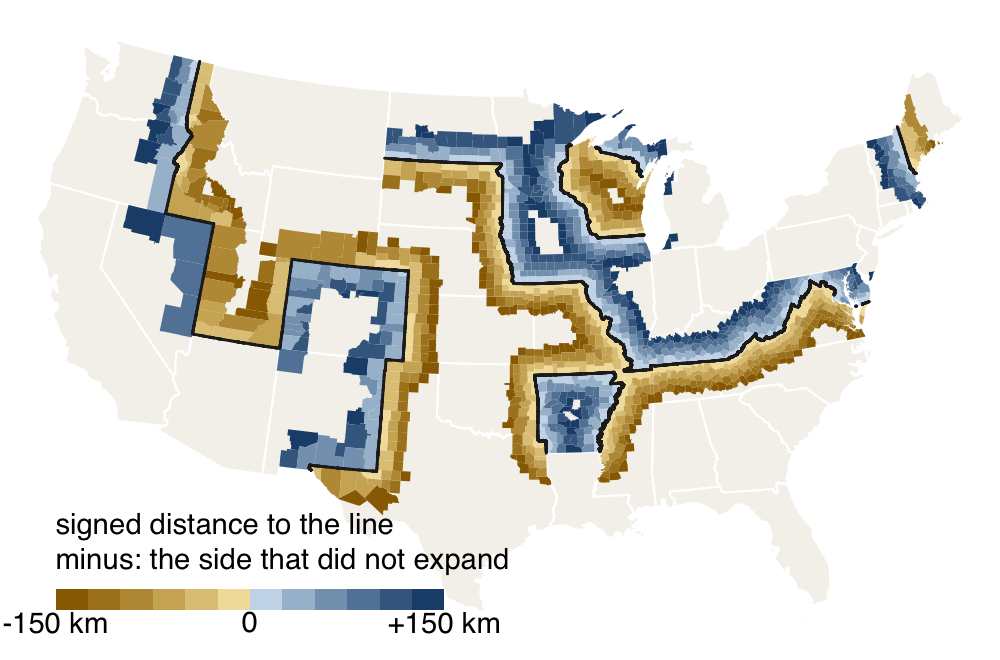 signed distance to the line
minus: the side that did not expand
-150 km 0 +150 km